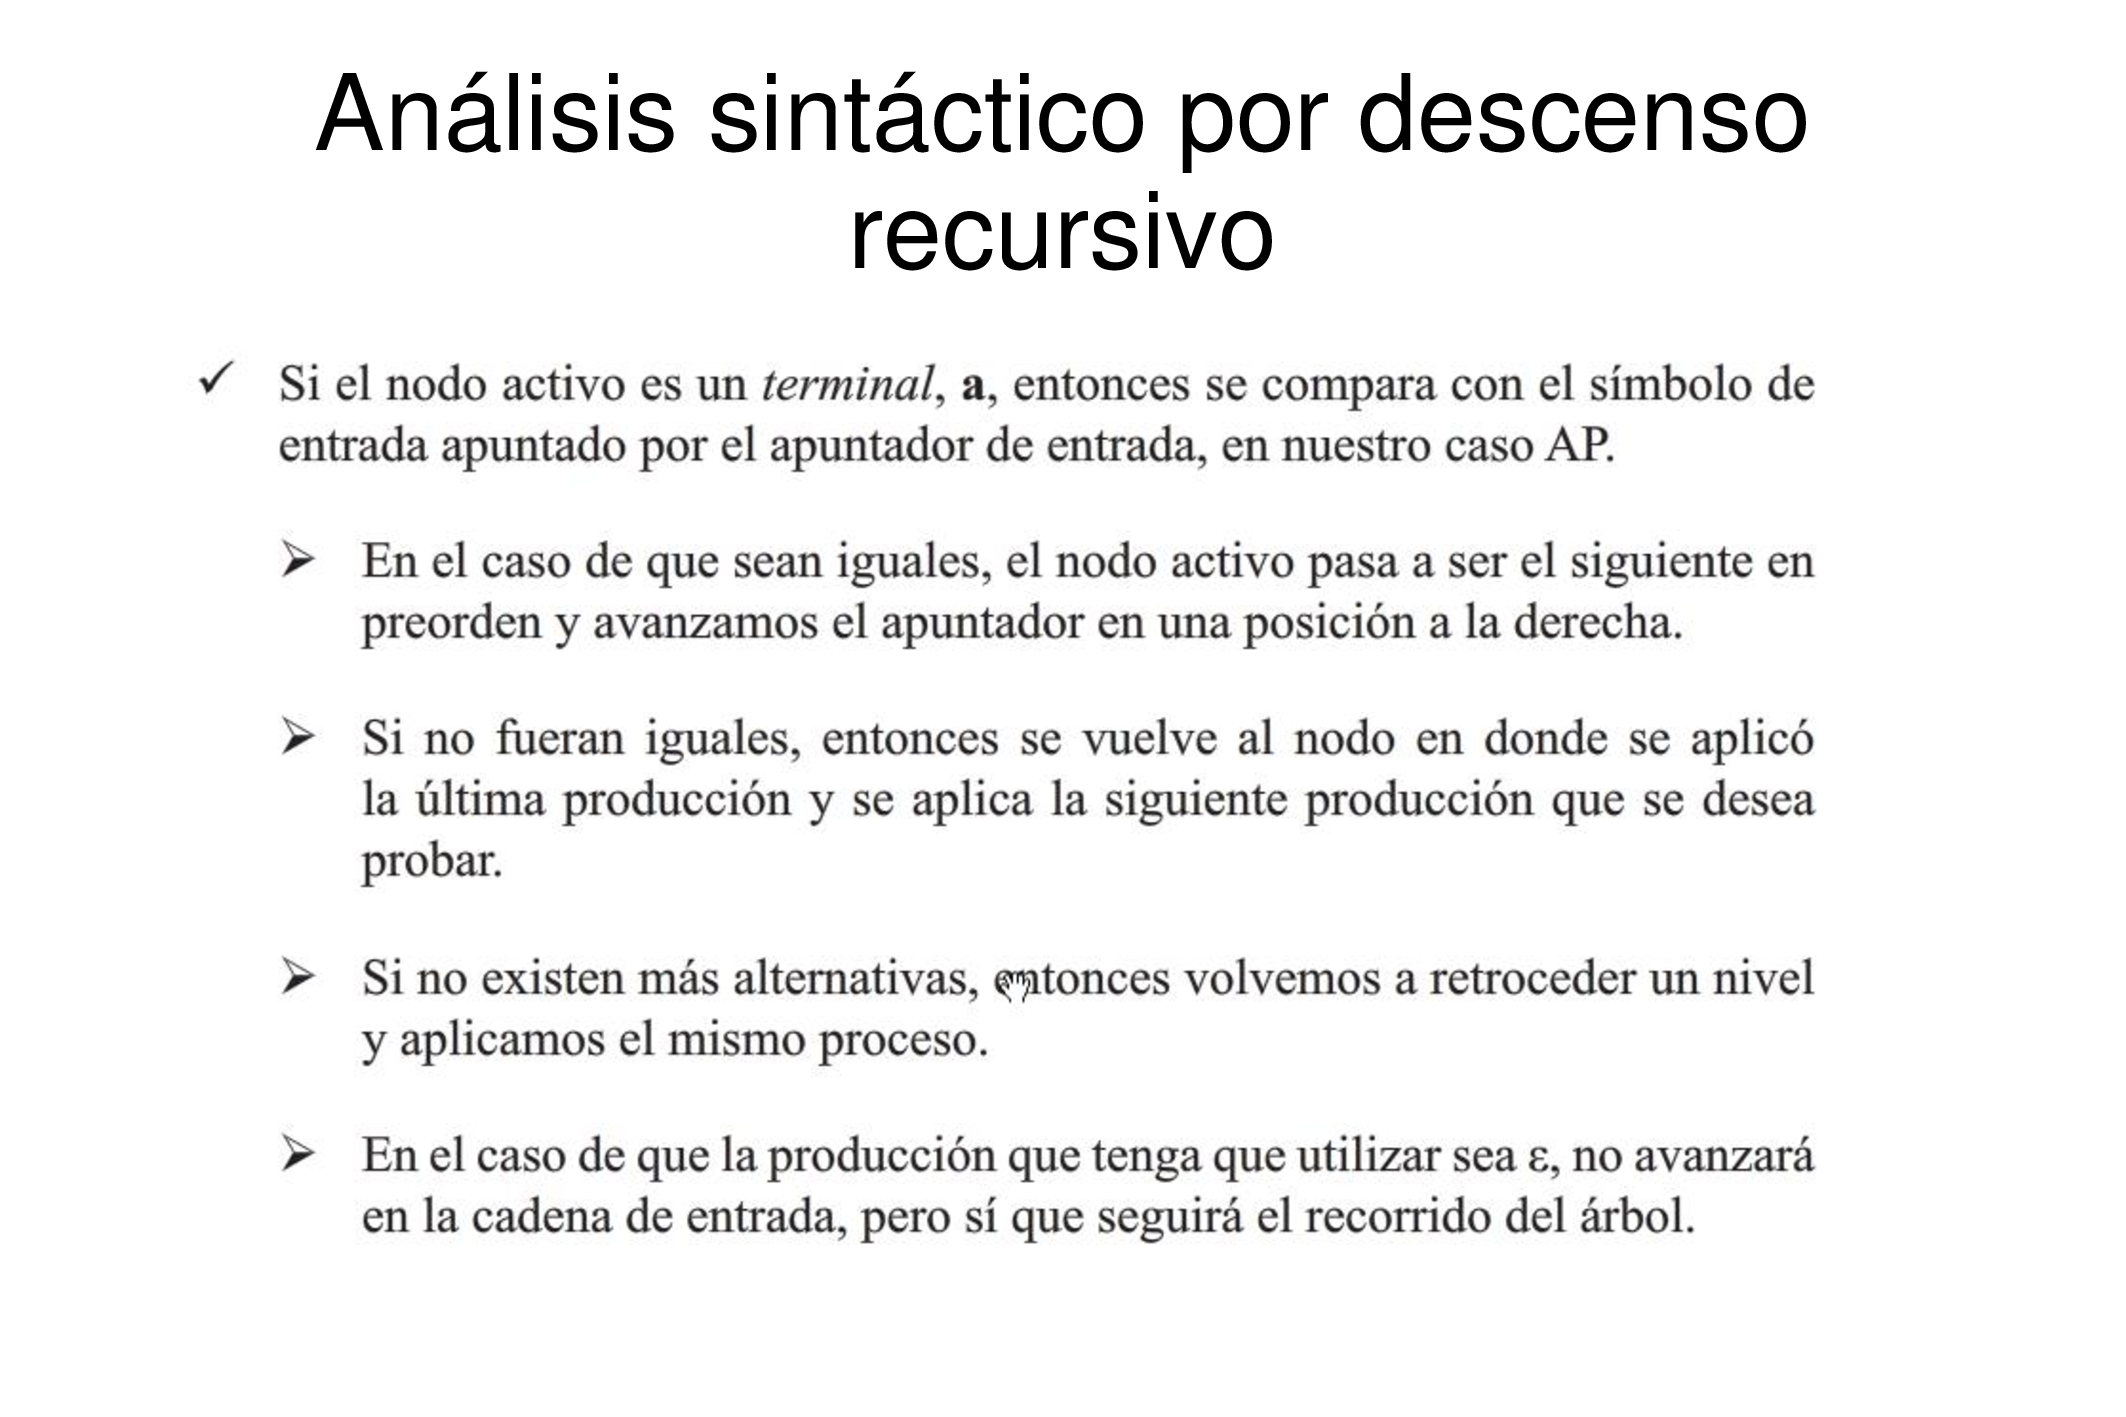 Análisis sintáctico por descenso
recursivo
✓ Si el nodo activo es un terminal, a, entonces se compara con el símbolo de
entrada apuntado por el apuntador de entrada, en nuestro caso AP.
➢ En el caso de que sean iguales, el nodo activo pasa a ser el siguiente en
preorden y avanzamos el apuntador en una posición a la derecha.
➢ Si no fueran iguales, entonces se vuelve al nodo en donde se aplicó
la última producción y se aplica la siguiente producción que se desea
probar.
➢ Si no existen más alternativas, entonces volvemos a retroceder un nivel
y aplicamos el mismo proceso.
➢ En el caso de que la producción que tenga que utilizar sea ε, no avanzará
en la cadena de entrada, pero sí que seguirá el recorrido del árbol.